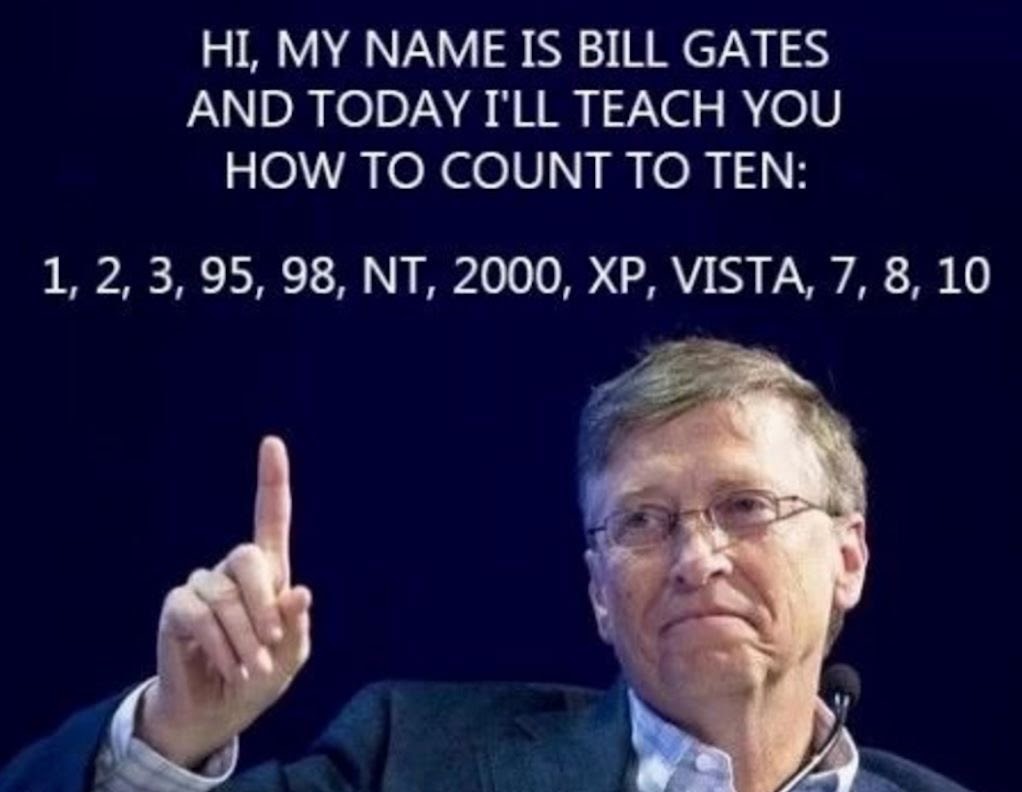 HI, MY NAME IS BILL GATES
AND TODAY I'LL TEACH YOU
HOW TO COUNT TO TEN:
1, 2, 3, 95, 98, NT, 2000, XP, VISTA, 7, 8, 10